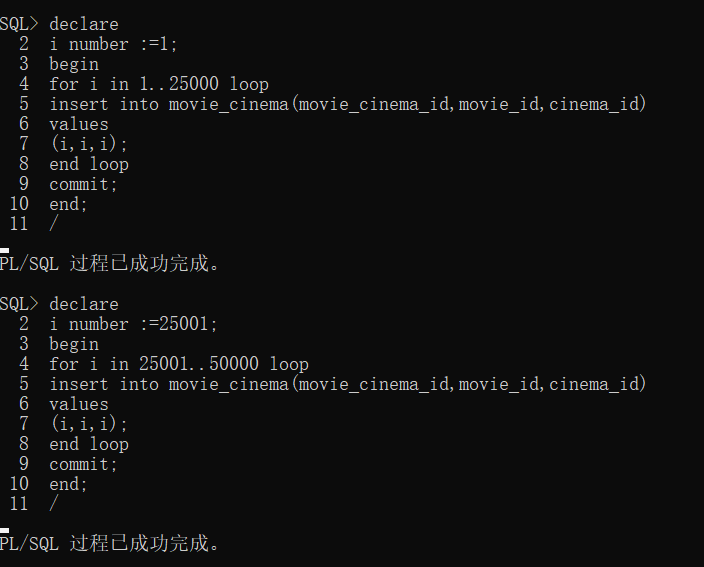 SQL> declare
  2  i number :=1;
  3  begin
  4  for i in 1..25000 loop
  5  insert into movie_cinema(movie_cinema_id,movie_id,cinema_id)
  6  values
  7  (i,i,i);
  8  end loop
  9  commit;
 10  end;
 11  /
PL/SQL 过程已成功完成。
SQL> declare
  2  i number :=25001;
  3  begin
  4  for i in 25001..50000 loop
  5  insert into movie_cinema(movie_cinema_id,movie_id,cinema_id)
  6  values
  7  (i,i,i);
  8  end loop
  9  commit;
 10  end;
 11  /
PL/SQL 过程已成功完成。